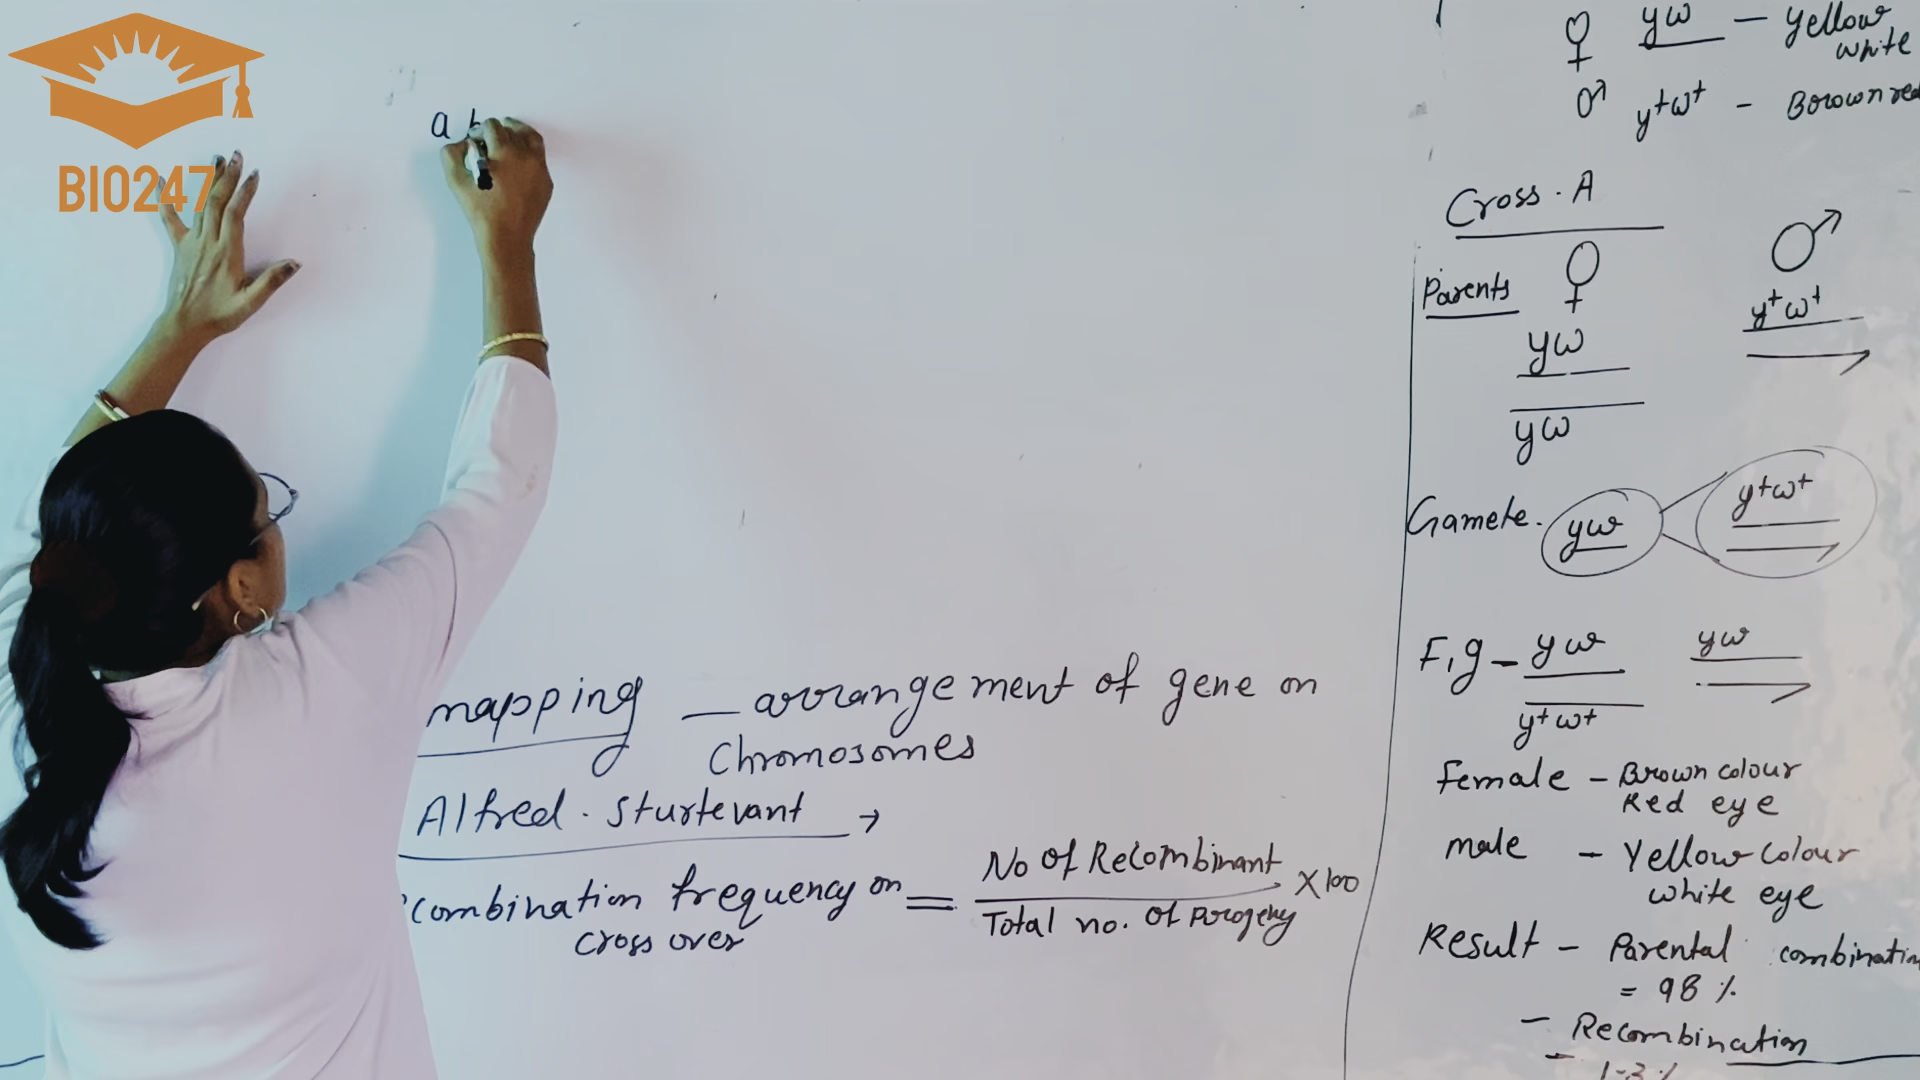 BIO247
a b
mapping — arrangement of gene on
Chromosomes
Alfred. Sturtevant →
combination frequency on = No Of Recombinant × 100
cross over
Total no. Of Progeny
♀ yw — Yellow
white
♂ y+w+ - Brown red
Cross. A
Parents ♀ ♂
yw y+w+
yw
Gamete. yw y+w+
F1g - yw yw
y+w+
Female - Brown colour
Red eye
male - Yellow Colour
white eye
Result - Parental combination
= 98 %
- Recombination